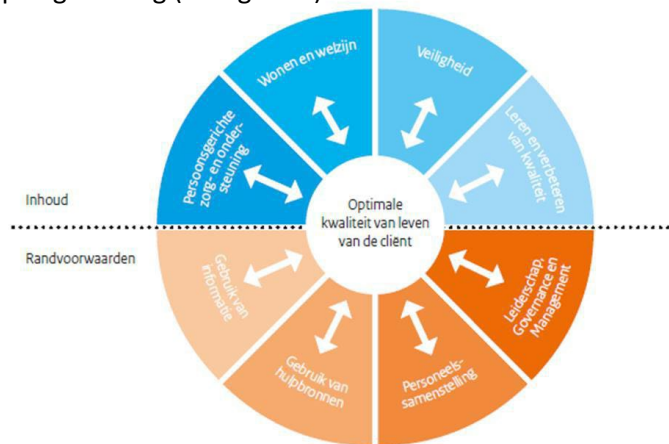 Wonen en welzijn
Veiligheid
Persoonsgerichte
zorg- en onder-
steuning
Leren en verbeteren
van kwaliteit
Inhoud
Optimale
kwaliteit van leven
van de cliënt
Randvoorwaarden
Gebruik van
informatie
Leiderschap,
Governance en
Management
Gebruik van
hulpbronnen
Personeels-
samenstelling